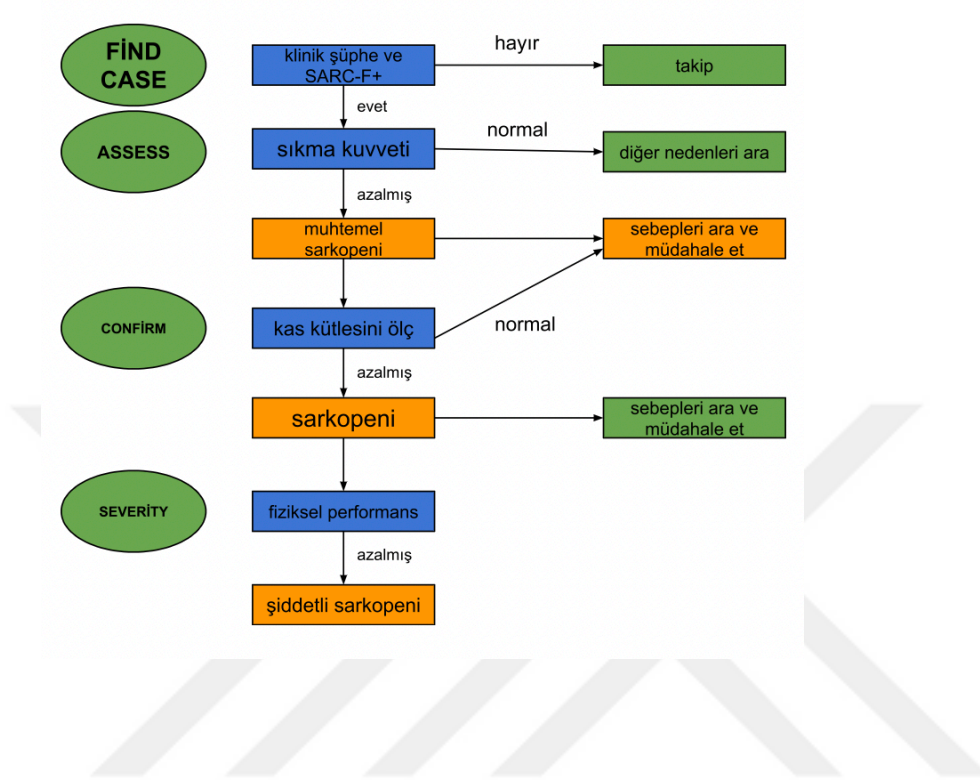 FİND
CASE
klinik şüphe ve
SARC-F+
hayır
takip
evet
ASSESS
sıkma kuvveti
normal
diğer nedenleri ara
azalmış
muhtemel
sarkopeni
sebepleri ara ve
müdahale et
CONFİRM
kas kütlesini ölç
normal
azalmış
sarkopeni
sebepleri ara ve
müdahale et
SEVERİTY
fiziksel performans
azalmış
şiddetli sarkopeni